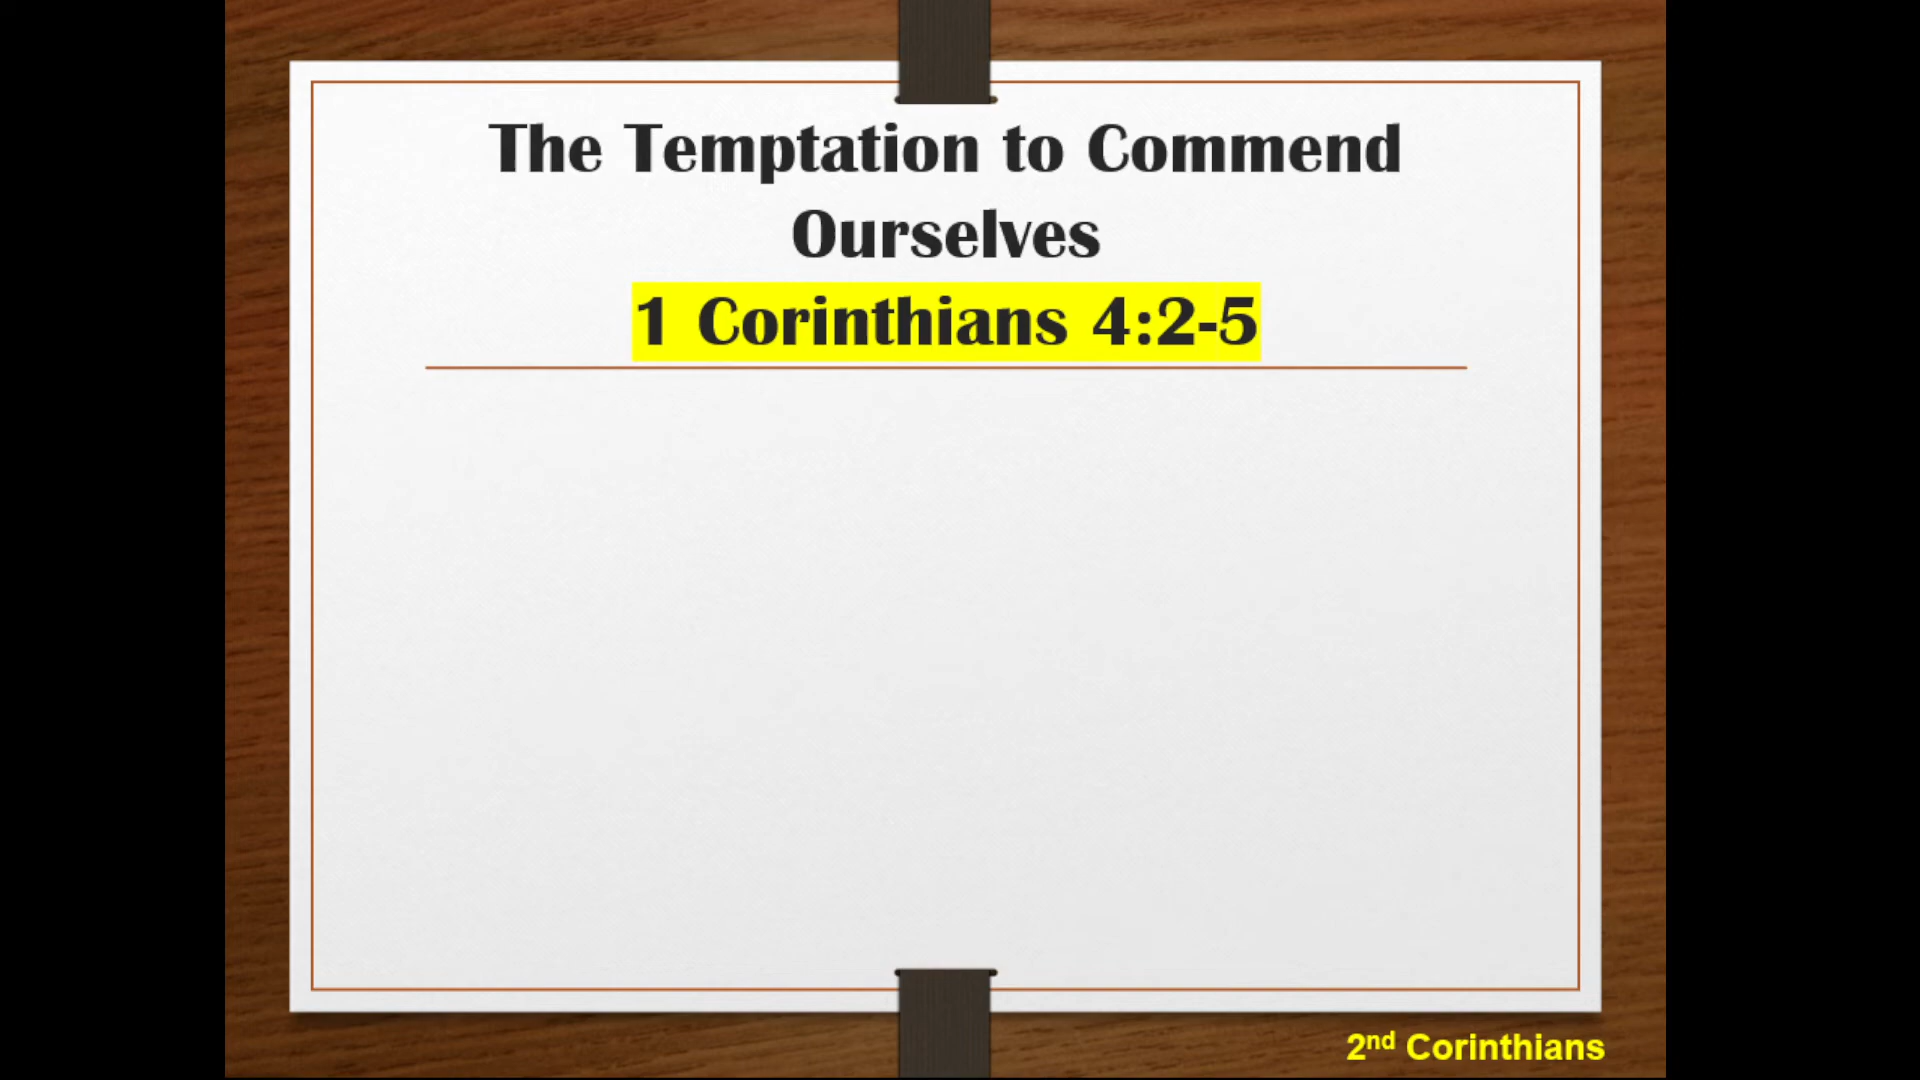 The Temptation to Commend
Ourselves
1 Corinthians 4:2-5
2nd Corinthians